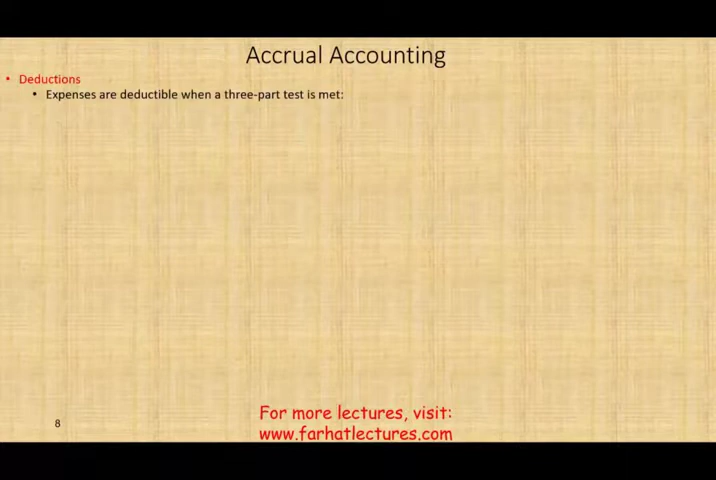 Accrual Accounting
• Deductions
• Expenses are deductible when a three-part test is met:
For more lectures, visit:
www.farhatlectures.com
8